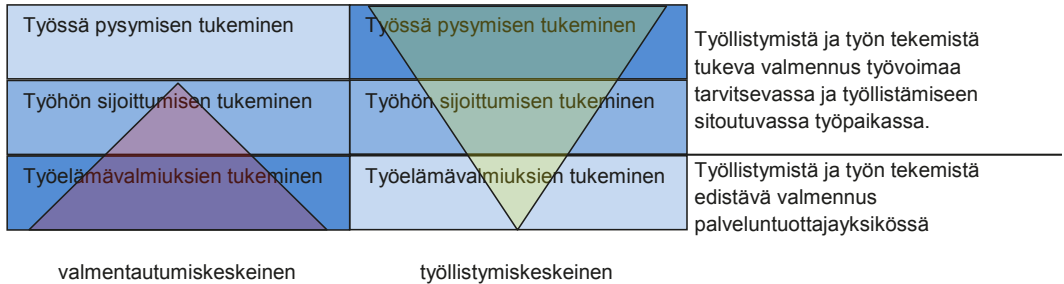 Työssä pysymisen tukeminen
Työssä pysymisen tukeminen
Työhön sijoittumisen tukeminen
Työhön sijoittumisen tukeminen
Työelämävalmiuksien tukeminen
Työelämävalmiuksien tukeminen
Työllistymistä ja työn tekemistä
tukeva valmennus työvoimaa
tarvitsevassa ja työllistämiseen
sitoutuvassa työpaikassa.
Työllistymistä ja työn tekemistä
edistävä valmennus
palveluntuottajayksikössä
valmentautumiskeskeinen
työllistymiskeskeinen